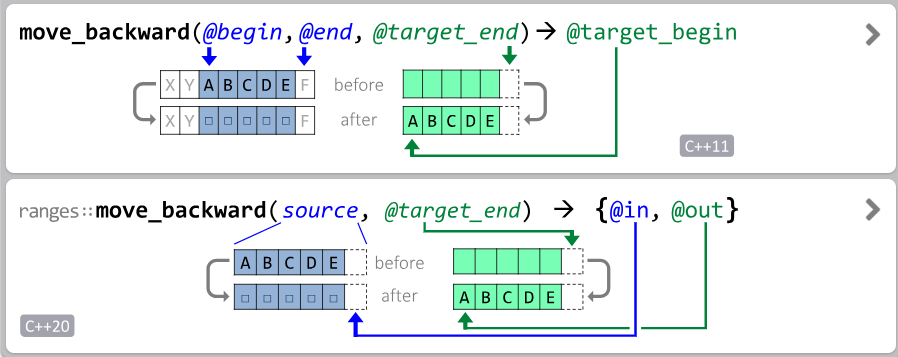 move_backward(@begin, @end, @target_end) → @target_begin
X Y A B C D E F before
X Y □ □ □ □ □ F after A B C D E
C++11
ranges::move_backward(source, @target_end) → {@in, @out}
A B C D E before
□ □ □ □ □ after A B C D E
C++20